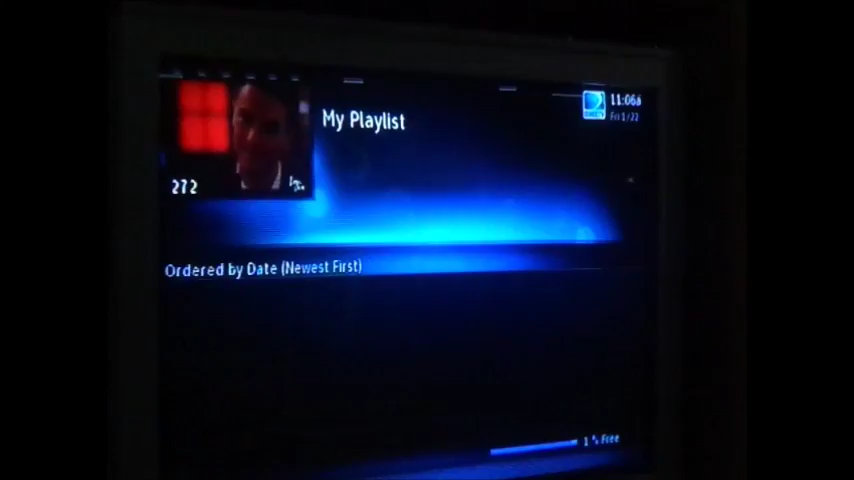 My Playlist
11:06a
Fri 1/22
272
Ordered by Date (Newest First)
1% Free